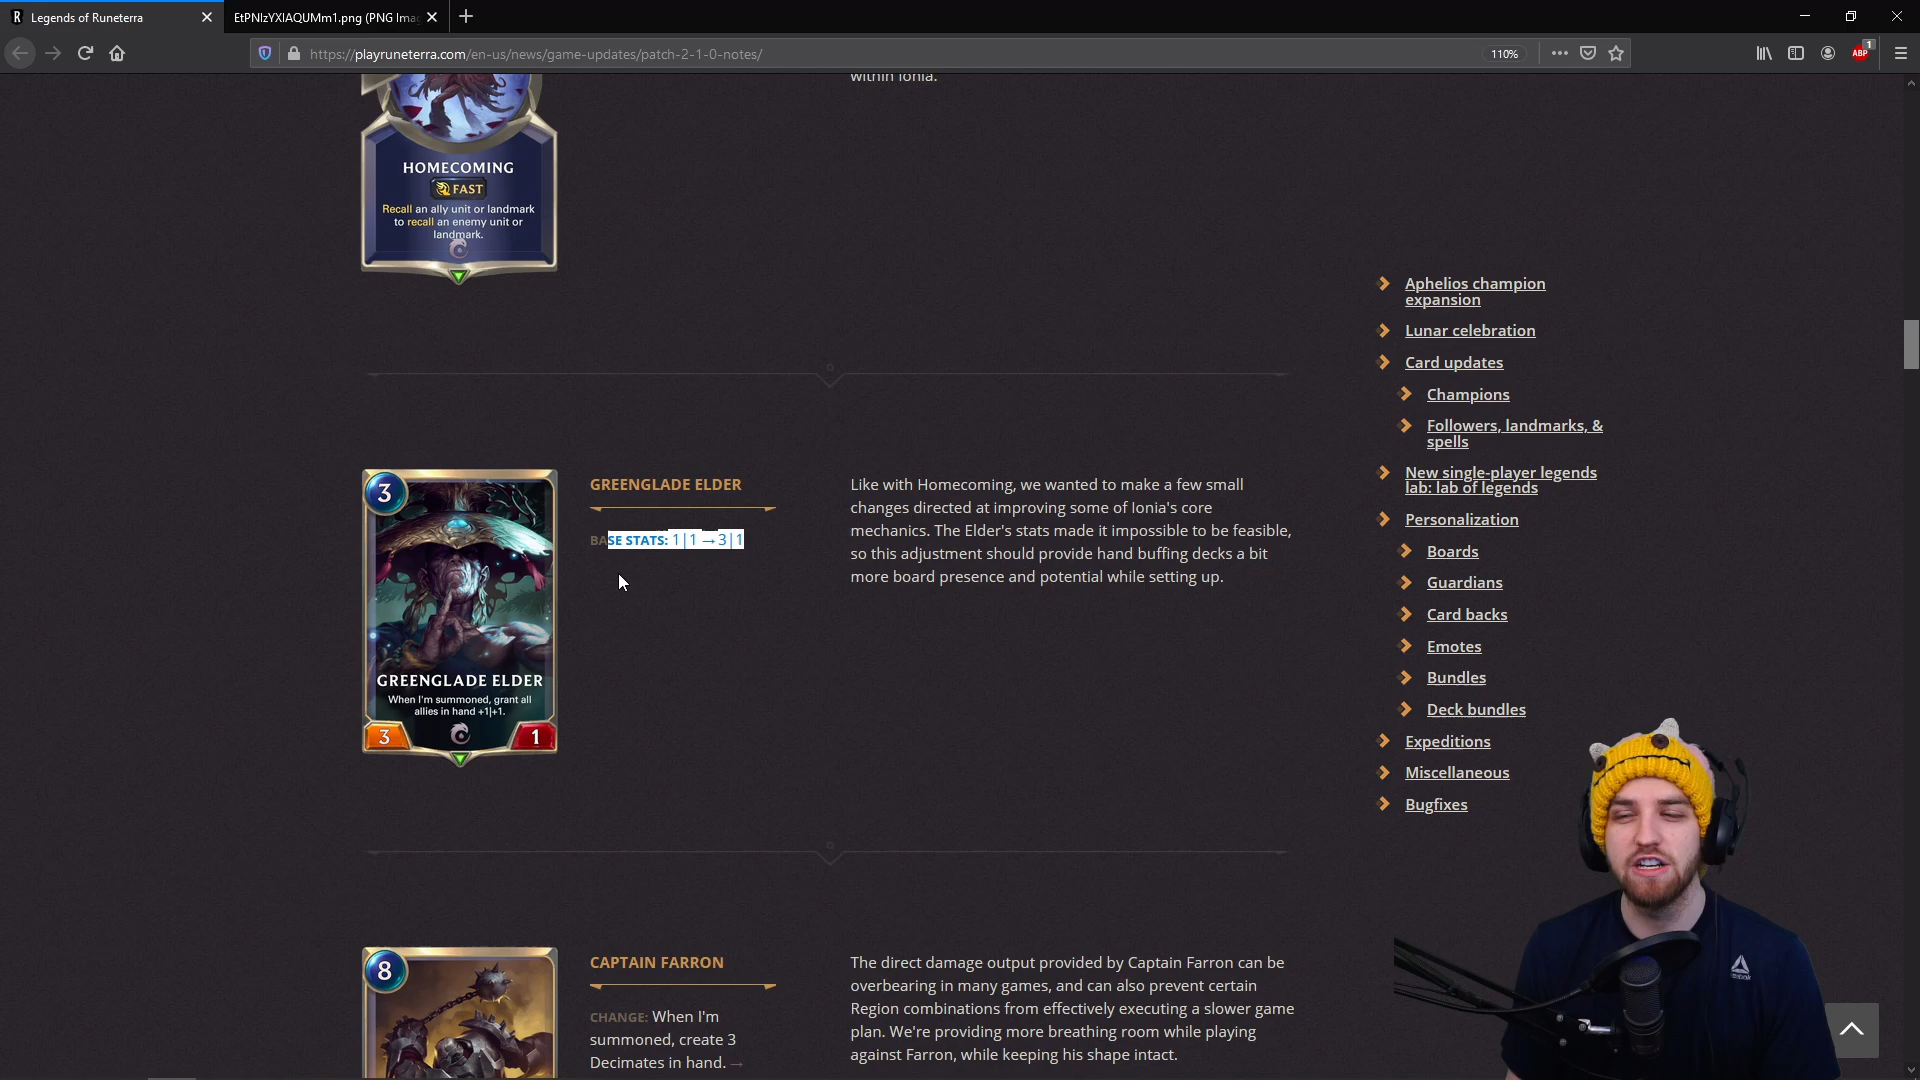 Legends of Runeterra
EtPNIzYXIAQUMm1.png (PNG Imag
https://playruneterra.com/en-us/news/game-updates/patch-2-1-0-notes/
110%
ABP
1
within Ionia.
HOMECOMING
FAST
Recall an ally unit or landmark
to recall an enemy unit or
landmark.
Aphelios champion
expansion
Lunar celebration
Card updates
Champions
Followers, landmarks, &
spells
New single-player legends
lab: lab of legends
Personalization
Boards
Guardians
Card backs
Emotes
Bundles
Deck bundles
Expeditions
Miscellaneous
Bugfixes
3
GREENGLADE ELDER
When I'm summoned, grant all
allies in hand +1|+1.
3
1
GREENGLADE ELDER
BASE STATS: 1|1 → 3|1
Like with Homecoming, we wanted to make a few small
changes directed at improving some of Ionia's core
mechanics. The Elder's stats made it impossible to be feasible,
so this adjustment should provide hand buffing decks a bit
more board presence and potential while setting up.
8
CAPTAIN FARRON
CHANGE: When I'm
summoned, create 3
Decimates in hand. →
The direct damage output provided by Captain Farron can be
overbearing in many games, and can also prevent certain
Region combinations from effectively executing a slower game
plan. We're providing more breathing room while playing
against Farron, while keeping his shape intact.